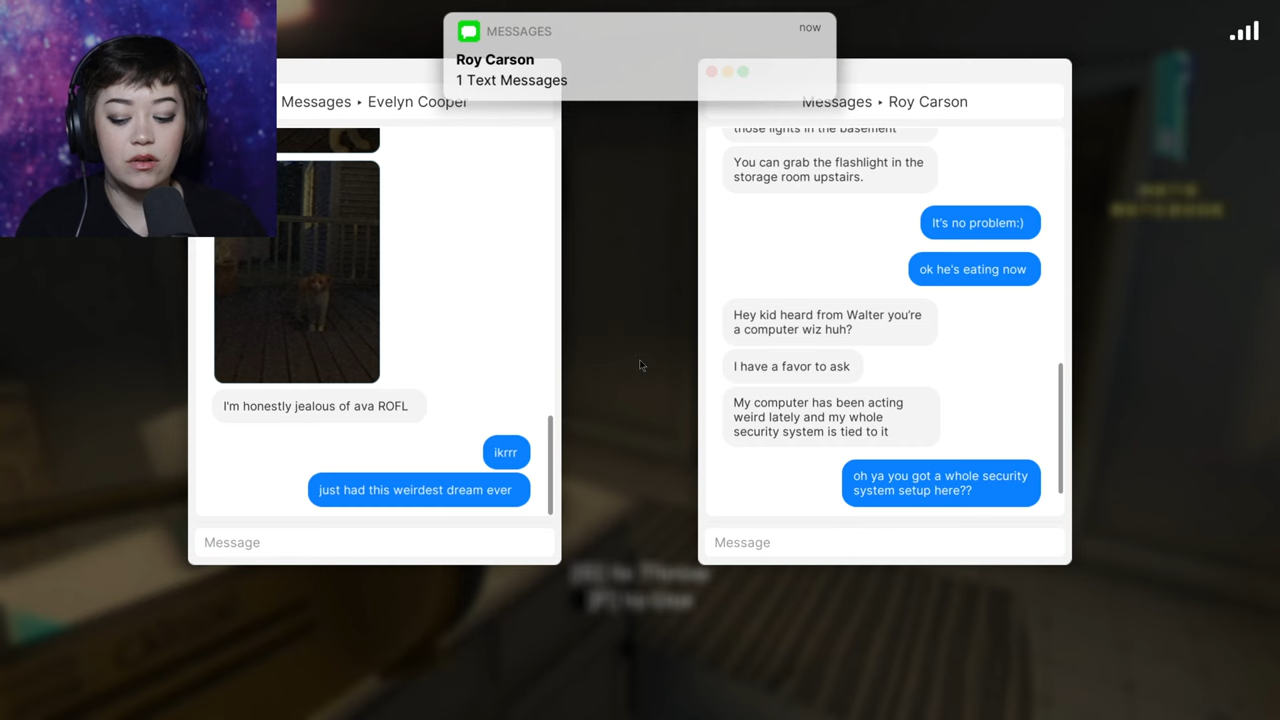 MESSAGES
now
Roy Carson
1 Text Messages
Messages ▸ Evelyn Cooper
I'm honestly jealous of ava ROFL
ikrrr
just had this weirdest dream ever
Message
Messages ▸ Roy Carson
those lights in the basement
You can grab the flashlight in the
storage room upstairs.
It's no problem:)
ok he's eating now
Hey kid heard from Walter you're
a computer wiz huh?
I have a favor to ask
My computer has been acting
weird lately and my whole
security system is tied to it
oh ya you got a whole security
system setup here??
Message